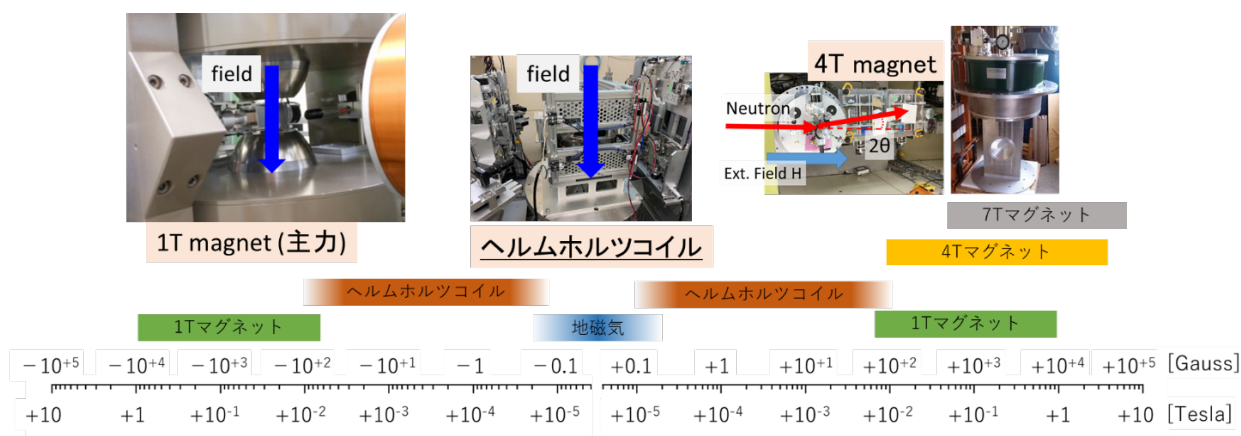 field
1T magnet (主力)
field
ヘルムホルツコイル
4T magnet
Neutron
2θ
Ext. Field H
7Tマグネット
4Tマグネット
ヘルムホルツコイル
ヘルムホルツコイル
1Tマグネット
地磁気
1Tマグネット
−10⁺⁵ −10⁺⁴ −10⁺³ −10⁺² −10⁺¹ −1 −0.1 +0.1 +1 +10⁺¹ +10⁺² +10⁺³ +10⁺⁴ +10⁺⁵ [Gauss]
+10 +1 +10⁻¹ +10⁻² +10⁻³ +10⁻⁴ +10⁻⁵ +10⁻⁵ +10⁻⁴ +10⁻³ +10⁻² +10⁻¹ +1 +10 [Tesla]